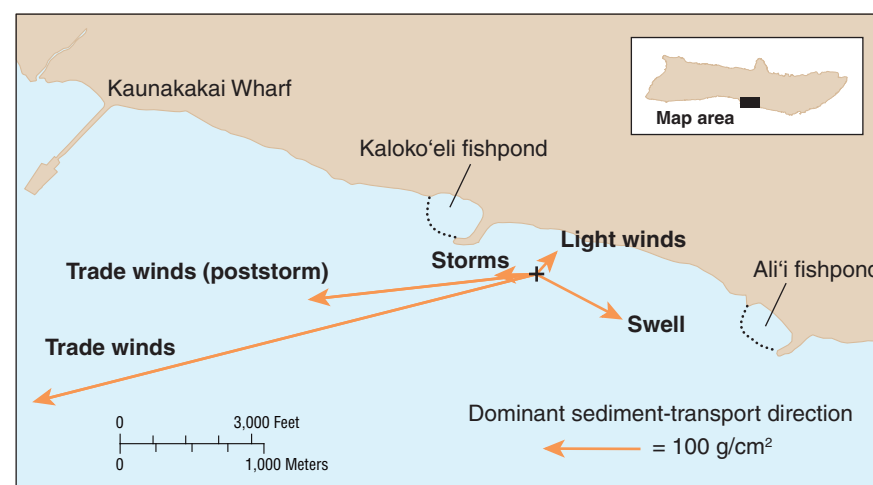 Kaunakakai Wharf
Map area
Kaloko‘eli fishpond
Light winds
Storms
Trade winds (poststorm)
Ali‘i fishpond
Swell
Trade winds
Dominant sediment-transport direction
= 100 g/cm²
0 3,000 Feet
0 1,000 Meters